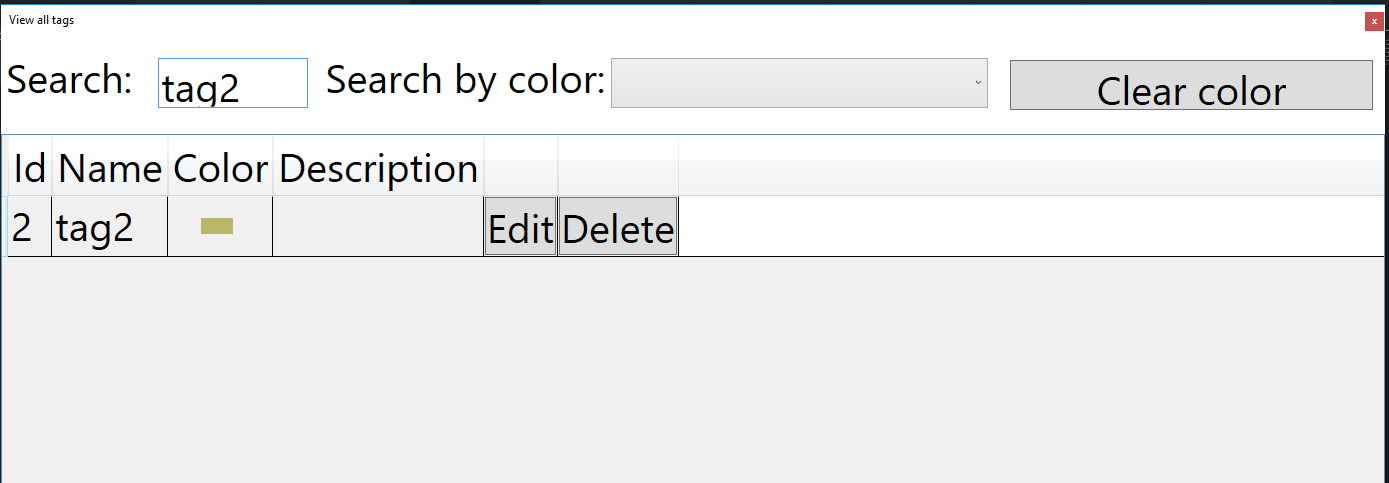 View all tags
x
Search: tag2 Search by color: Clear color
Id Name Color Description
2 tag2 Edit Delete